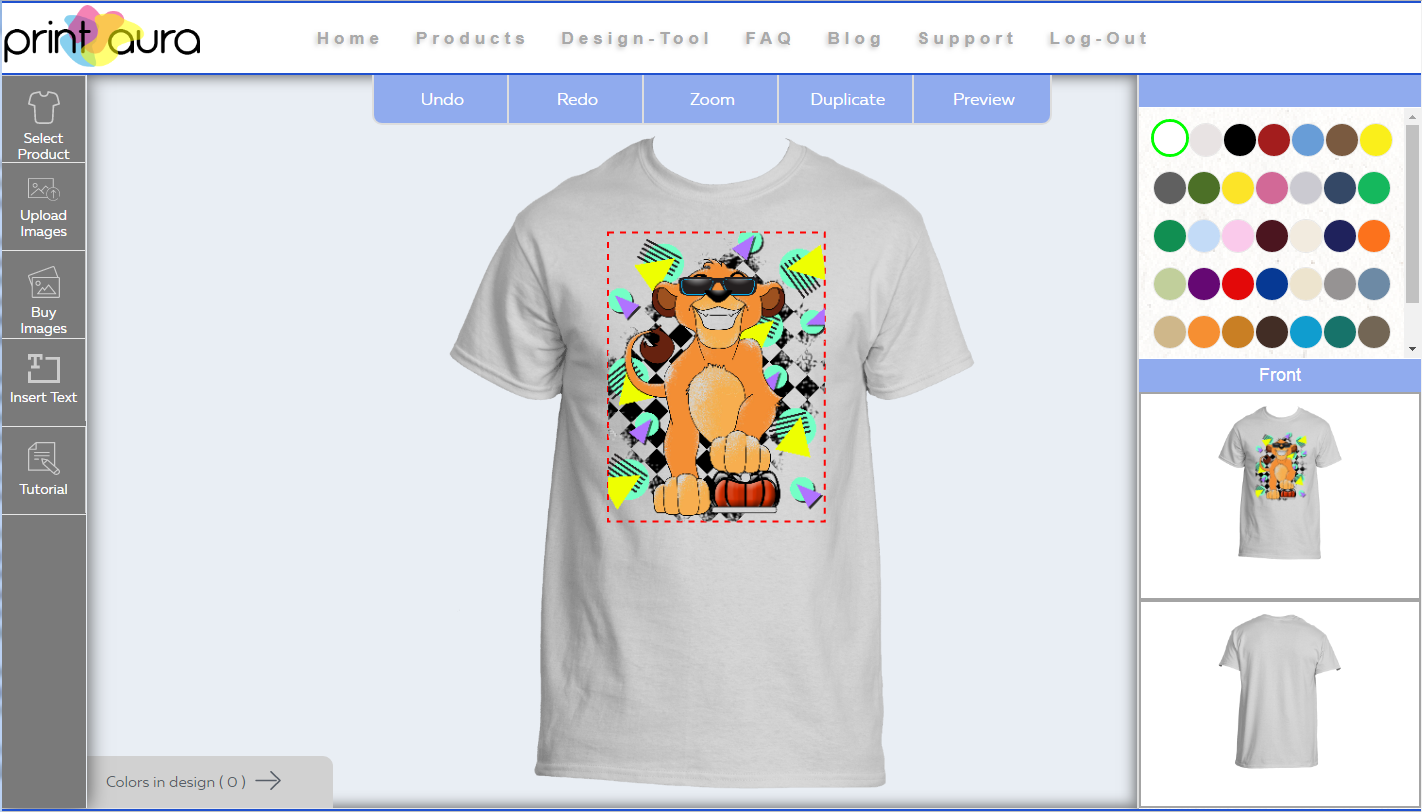 print aura
Home Products Design-Tool FAQ Blog Support Log-Out
Select
Product
Upload
Images
Buy
Images
T
Insert Text
Tutorial
Undo Redo Zoom Duplicate Preview
Front
Colors in design ( 0 )